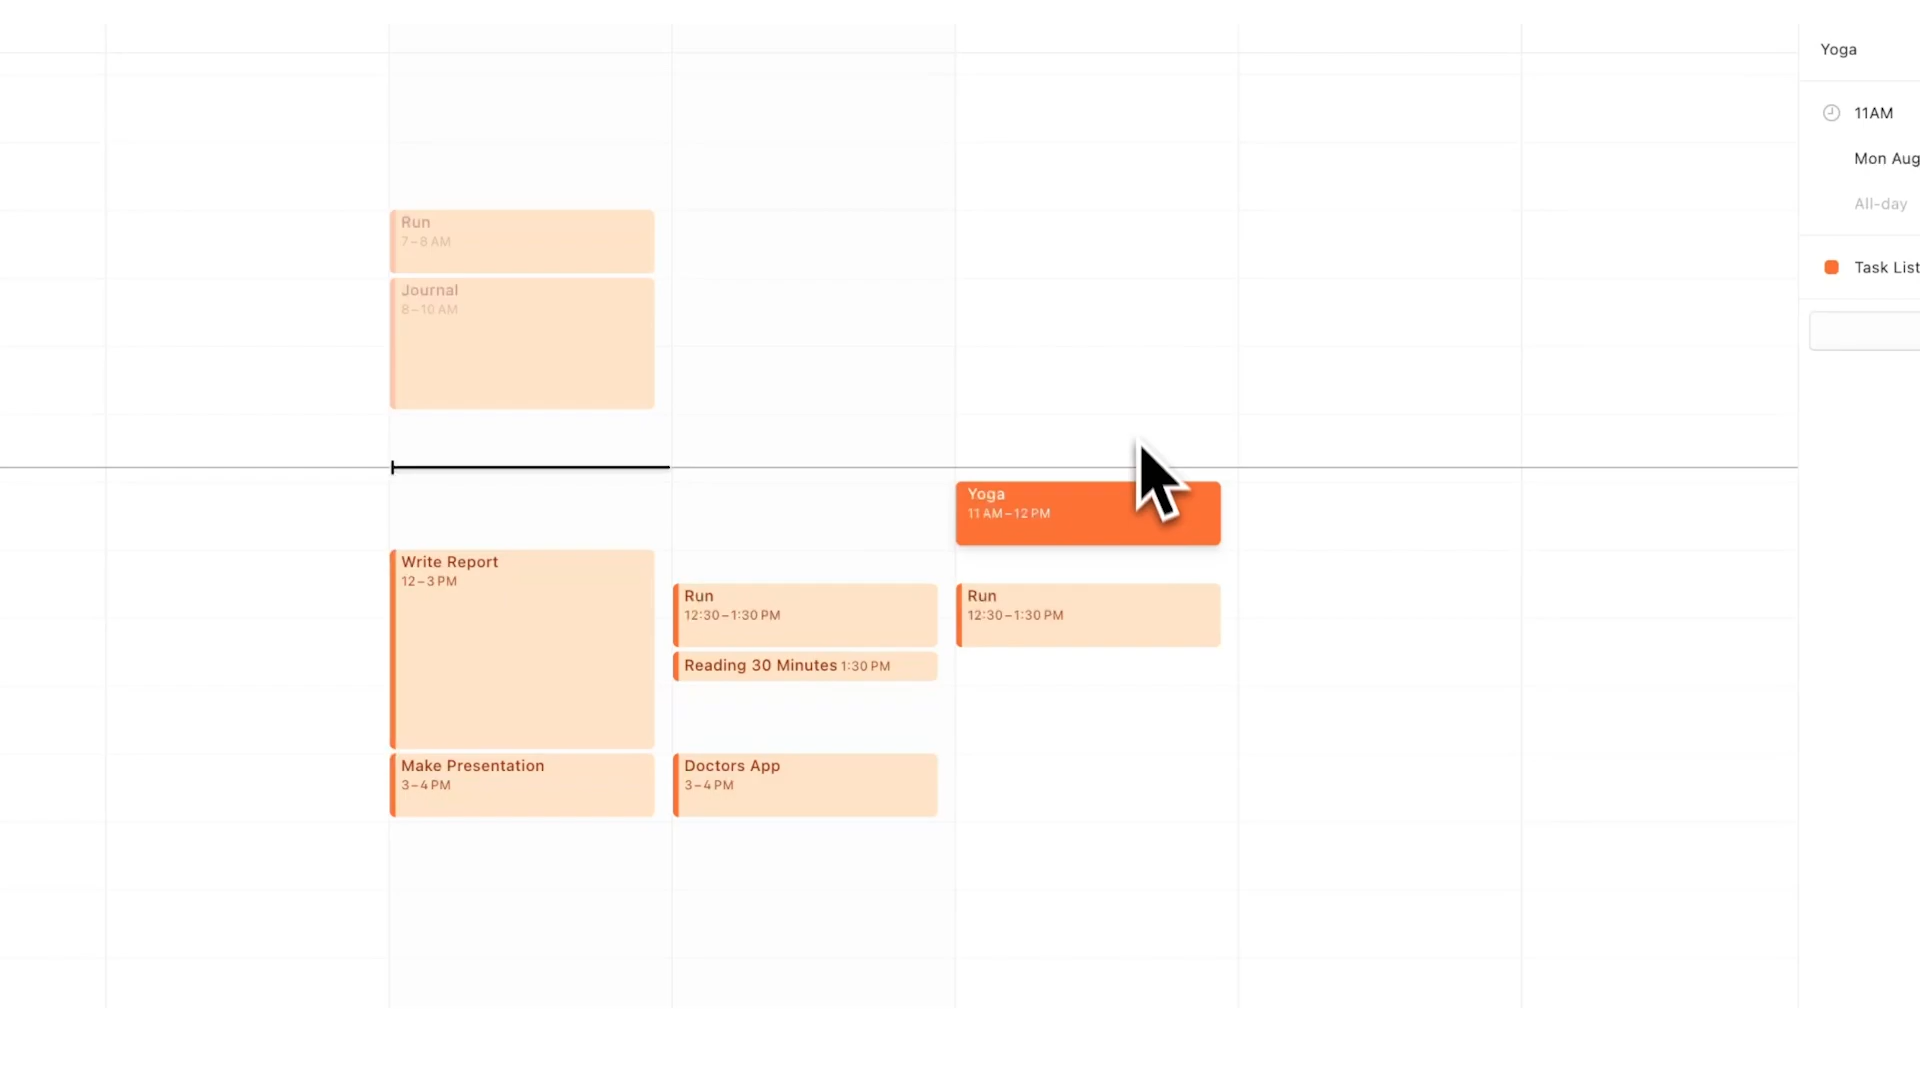 Run
7–8 AM
Journal
8–10 AM
Write Report
12–3 PM
Make Presentation
3–4 PM
Run
12:30–1:30 PM
Reading 30 Minutes 1:30 PM
Doctors App
3–4 PM
Yoga
11 AM–12 PM
Run
12:30–1:30 PM
Yoga
11AM
Mon Aug
All-day
Task List